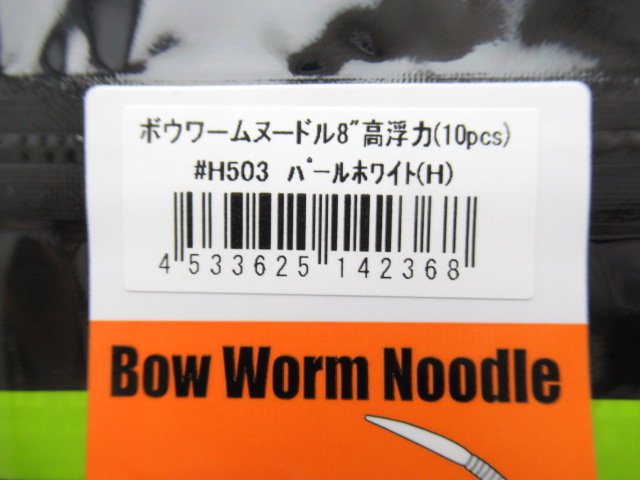 ボウワームヌードル8"高浮力(10pcs)
#H503 ﾊﾟｰﾙﾎﾜｲﾄ(H)
4 533625 142368
Bow Worm Noodle